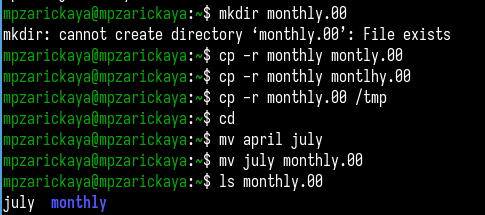 mpzarickaya@mpzarickaya:~$ mkdir monthly.00
mkdir: cannot create directory ‘monthly.00’: File exists
mpzarickaya@mpzarickaya:~$ cp -r monthly montly.00
mpzarickaya@mpzarickaya:~$ cp -r monthly montlhy.00
mpzarickaya@mpzarickaya:~$ cp -r monthly.00 /tmp
mpzarickaya@mpzarickaya:~$ cd
mpzarickaya@mpzarickaya:~$ mv april july
mpzarickaya@mpzarickaya:~$ mv july monthly.00
mpzarickaya@mpzarickaya:~$ ls monthly.00
july  monthly